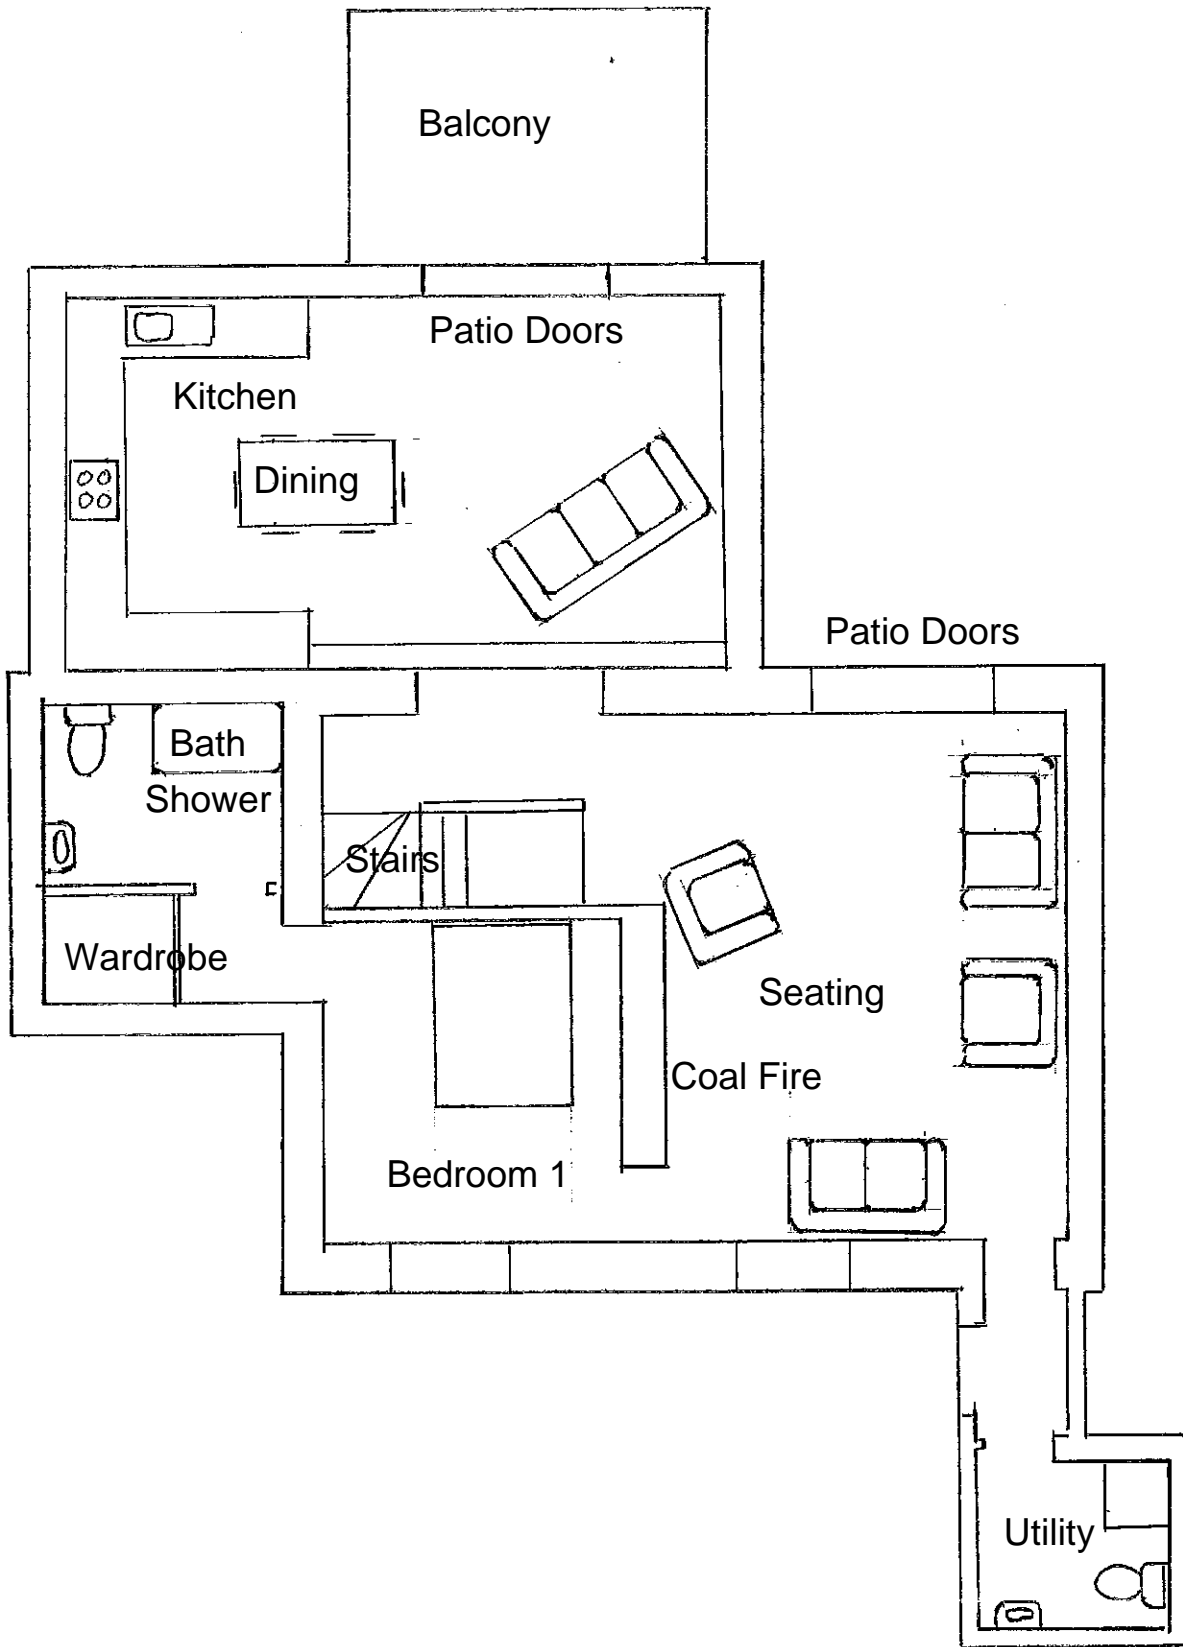 Balcony
Patio Doors
Kitchen
Dining
Patio Doors
Bath
Shower
Stairs
Wardrobe
Seating
Coal Fire
Bedroom 1
Utility